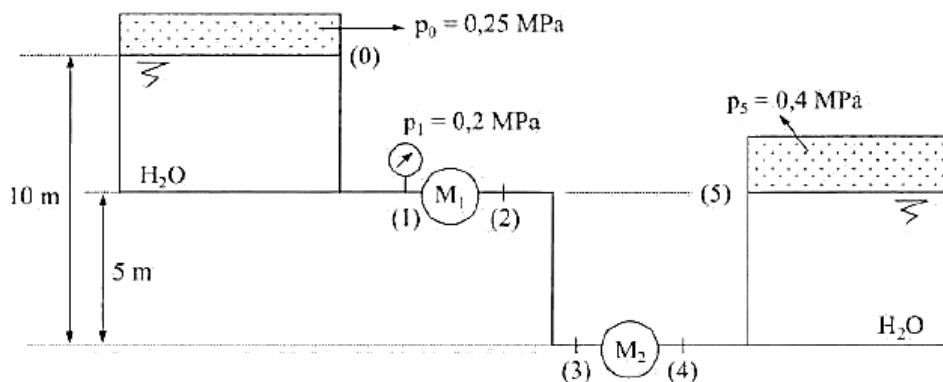 p₀ = 0,25 MPa
(0)
p₅ = 0,4 MPa
p₁ = 0,2 MPa
H₂O
10 m
M₁
(5)
(1)
(2)
5 m
H₂O
M₂
(3)
(4)